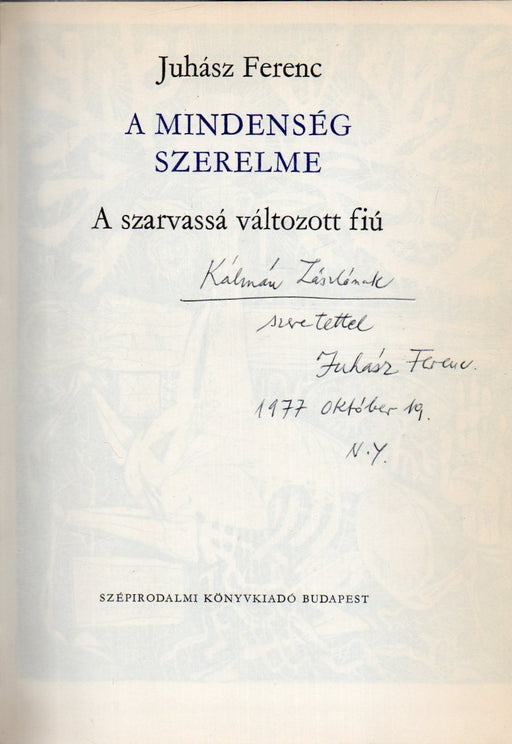 Juhász Ferenc
A MINDENSÉG
SZERELME
A szarvassá változott fiú
Kálmán Lászlónak
szeretettel
Juhász Ferenc.
1977 október 19.
N.Y.
SZÉPIRODALMI KÖNYVKIADÓ BUDAPEST